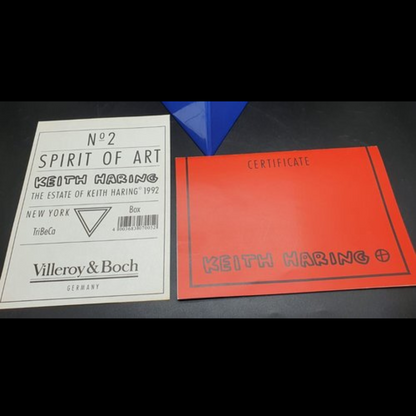 Nº2
SPIRIT OF ART
KEITH HARING
THE ESTATE OF KEITH HARING® 1992
NEW YORK
Box
TriBeCa
Villeroy & Boch
GERMANY
CERTIFICATE
KEITH HARING